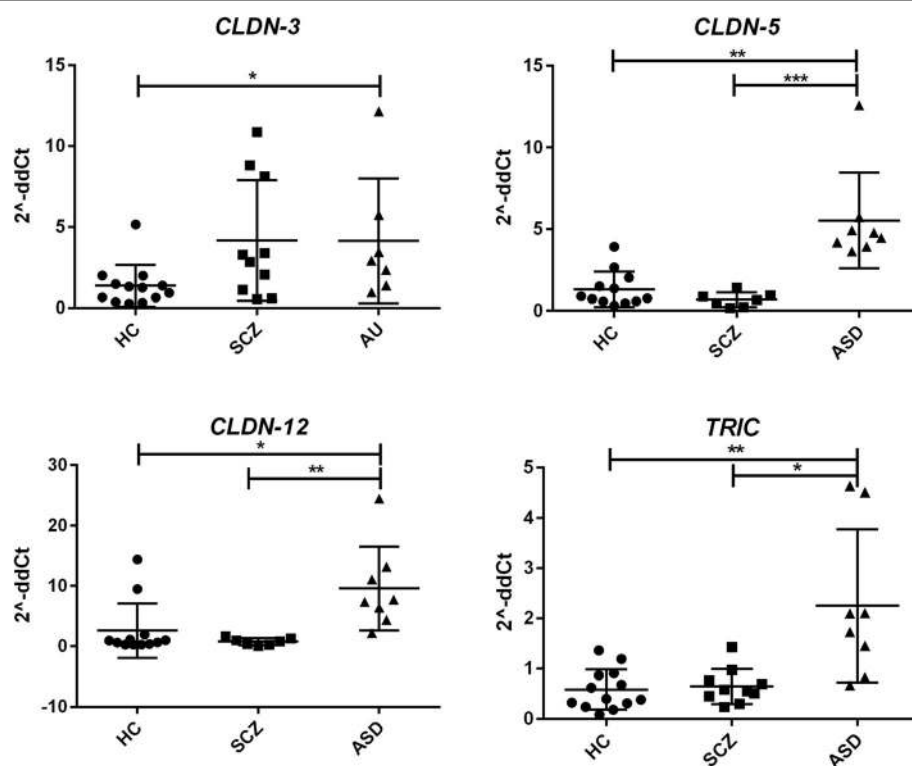 CLDN-3
CLDN-5
2^-ddCt
15
10
5
0
*
HC
SCZ
AU
2^-ddCt
15
10
5
0
**
***
HC
SCZ
ASD
CLDN-12
TRIC
2^-ddCt
30
20
10
0
-10
*
**
HC
SCZ
ASD
2^-ddCt
5
4
3
2
1
0
**
*
HC
SCZ
ASD